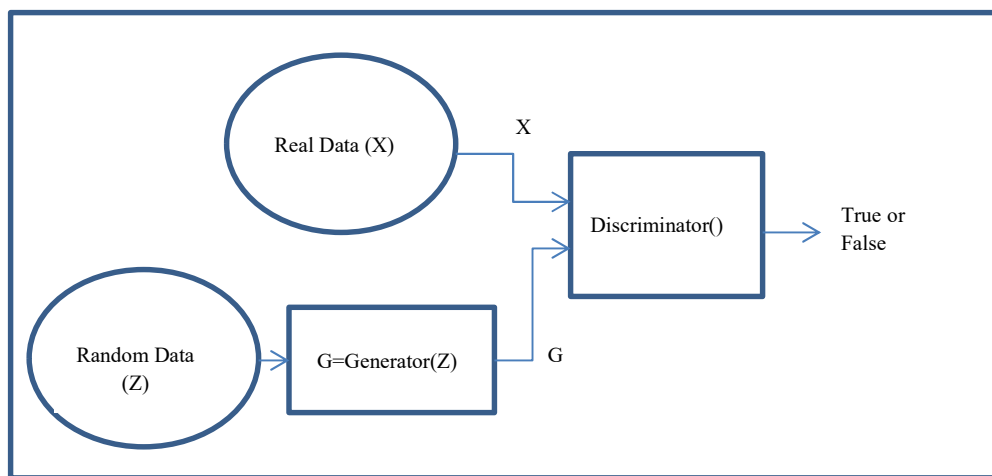 Real Data (X)
X
Discriminator()
True or
False
Random Data
(Z)
G=Generator(Z)
G